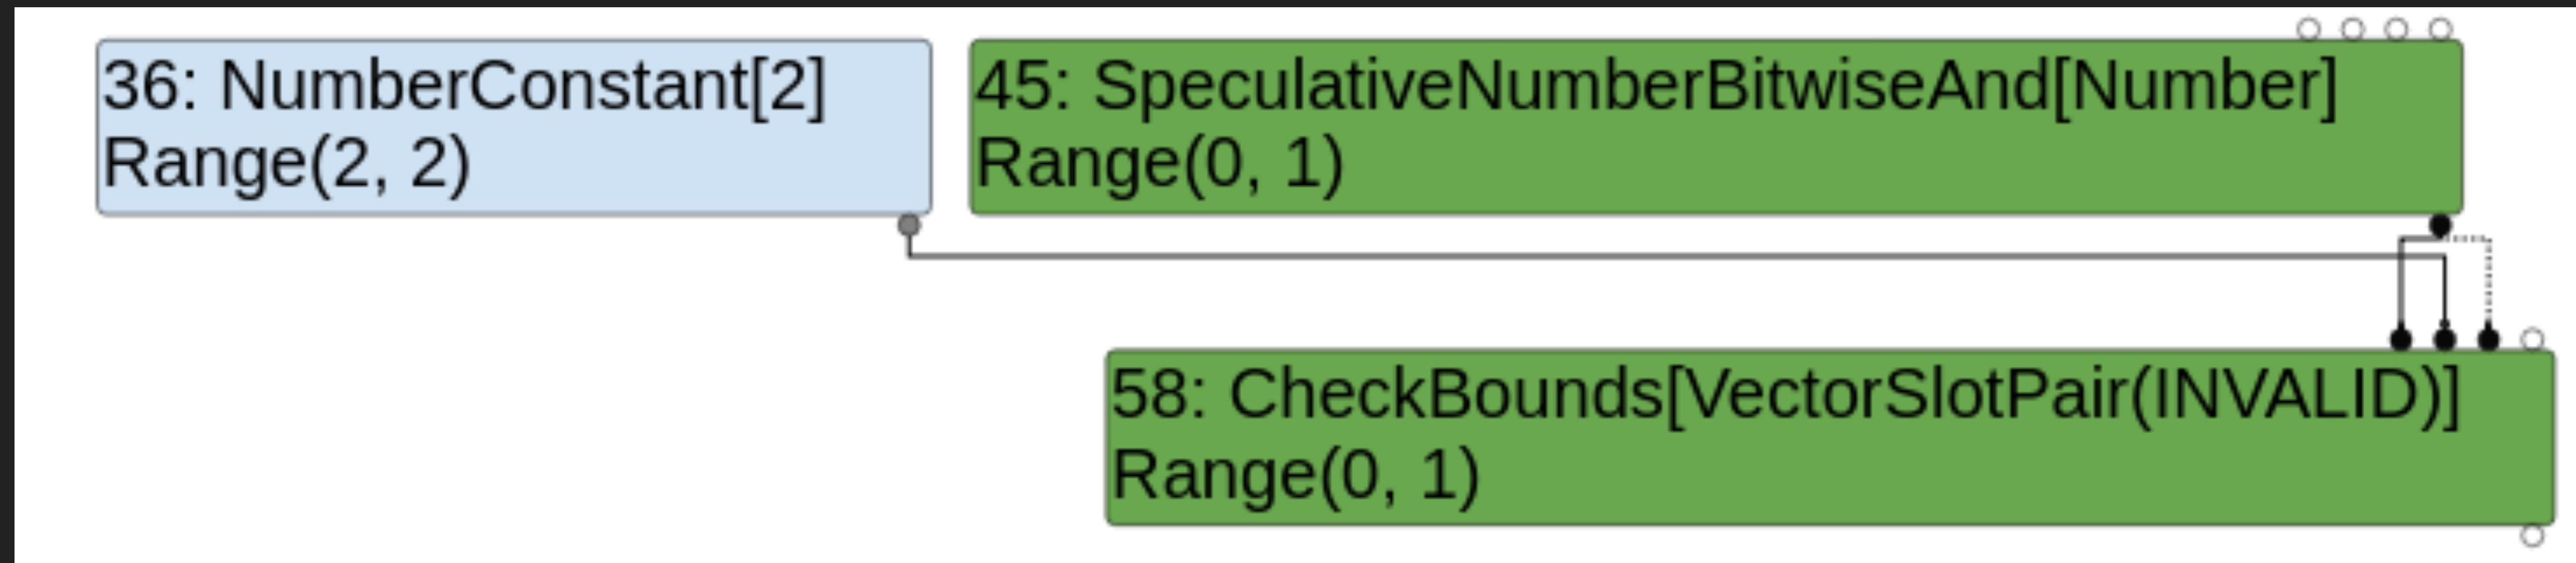 36: NumberConstant[2]
Range(2, 2)
45: SpeculativeNumberBitwiseAnd[Number]
Range(0, 1)
58: CheckBounds[VectorSlotPair(INVALID)]
Range(0, 1)